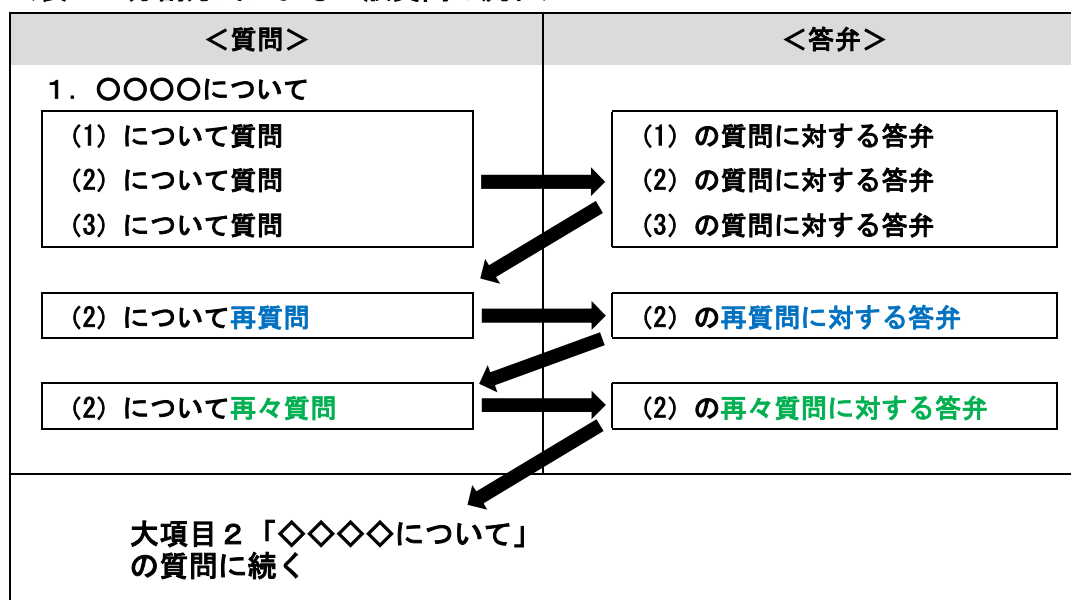 ＜質問＞
＜答弁＞
１．〇〇〇〇について
(1) について質問
(2) について質問
(3) について質問
(1) の質問に対する答弁
(2) の質問に対する答弁
(3) の質問に対する答弁
(2) について再質問
(2) の再質問に対する答弁
(2) について再々質問
(2) の再々質問に対する答弁
大項目２「◇◇◇◇について」
の質問に続く